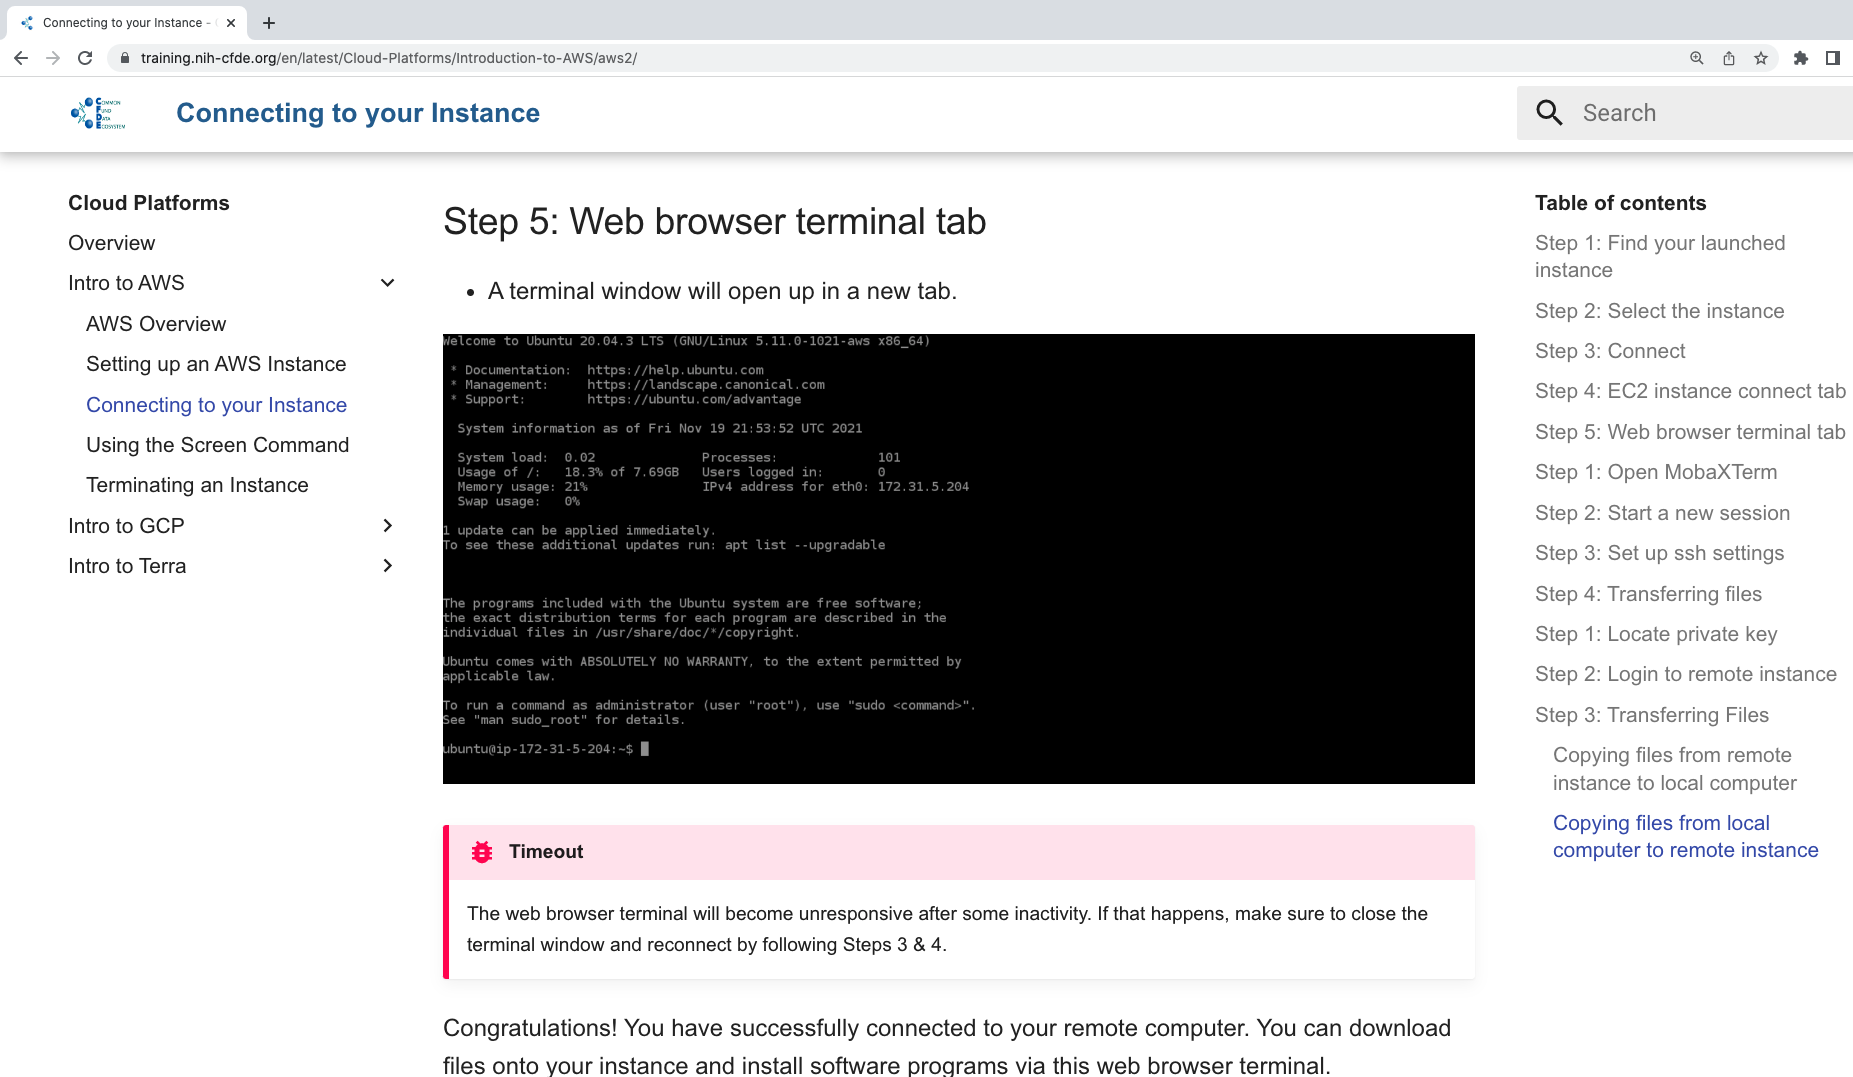 Connecting to your Instance -
training.nih-cfde.org/en/latest/Cloud-Platforms/Introduction-to-AWS/aws2/
COMMON
FUND
DATA
ECOSYSTEM
Connecting to your Instance
Search
Cloud Platforms
Overview
Intro to AWS
AWS Overview
Setting up an AWS Instance
Connecting to your Instance
Using the Screen Command
Terminating an Instance
Intro to GCP
Intro to Terra
Step 5: Web browser terminal tab
• A terminal window will open up in a new tab.
Welcome to Ubuntu 20.04.3 LTS (GNU/Linux 5.11.0-1021-aws x86_64)
* Documentation:  https://help.ubuntu.com
* Management:     https://landscape.canonical.com
* Support:        https://ubuntu.com/advantage
System information as of Fri Nov 19 21:53:52 UTC 2021
System load:  0.02              Processes:             101
Usage of /:   18.3% of 7.69GB   Users logged in:       0
Memory usage: 21%               IPv4 address for eth0: 172.31.5.204
Swap usage:   0%
1 update can be applied immediately.
To see these additional updates run: apt list --upgradable
The programs included with the Ubuntu system are free software;
the exact distribution terms for each program are described in the
individual files in /usr/share/doc/*/copyright.
Ubuntu comes with ABSOLUTELY NO WARRANTY, to the extent permitted by
applicable law.
To run a command as administrator (user "root"), use "sudo <command>".
See "man sudo_root" for details.
ubuntu@ip-172-31-5-204:~$
Timeout
The web browser terminal will become unresponsive after some inactivity. If that happens, make sure to close the
terminal window and reconnect by following Steps 3 & 4.
Congratulations! You have successfully connected to your remote computer. You can download
files onto your instance and install software programs via this web browser terminal.
Table of contents
Step 1: Find your launched
instance
Step 2: Select the instance
Step 3: Connect
Step 4: EC2 instance connect tab
Step 5: Web browser terminal tab
Step 1: Open MobaXTerm
Step 2: Start a new session
Step 3: Set up ssh settings
Step 4: Transferring files
Step 1: Locate private key
Step 2: Login to remote instance
Step 3: Transferring Files
Copying files from remote
instance to local computer
Copying files from local
computer to remote instance